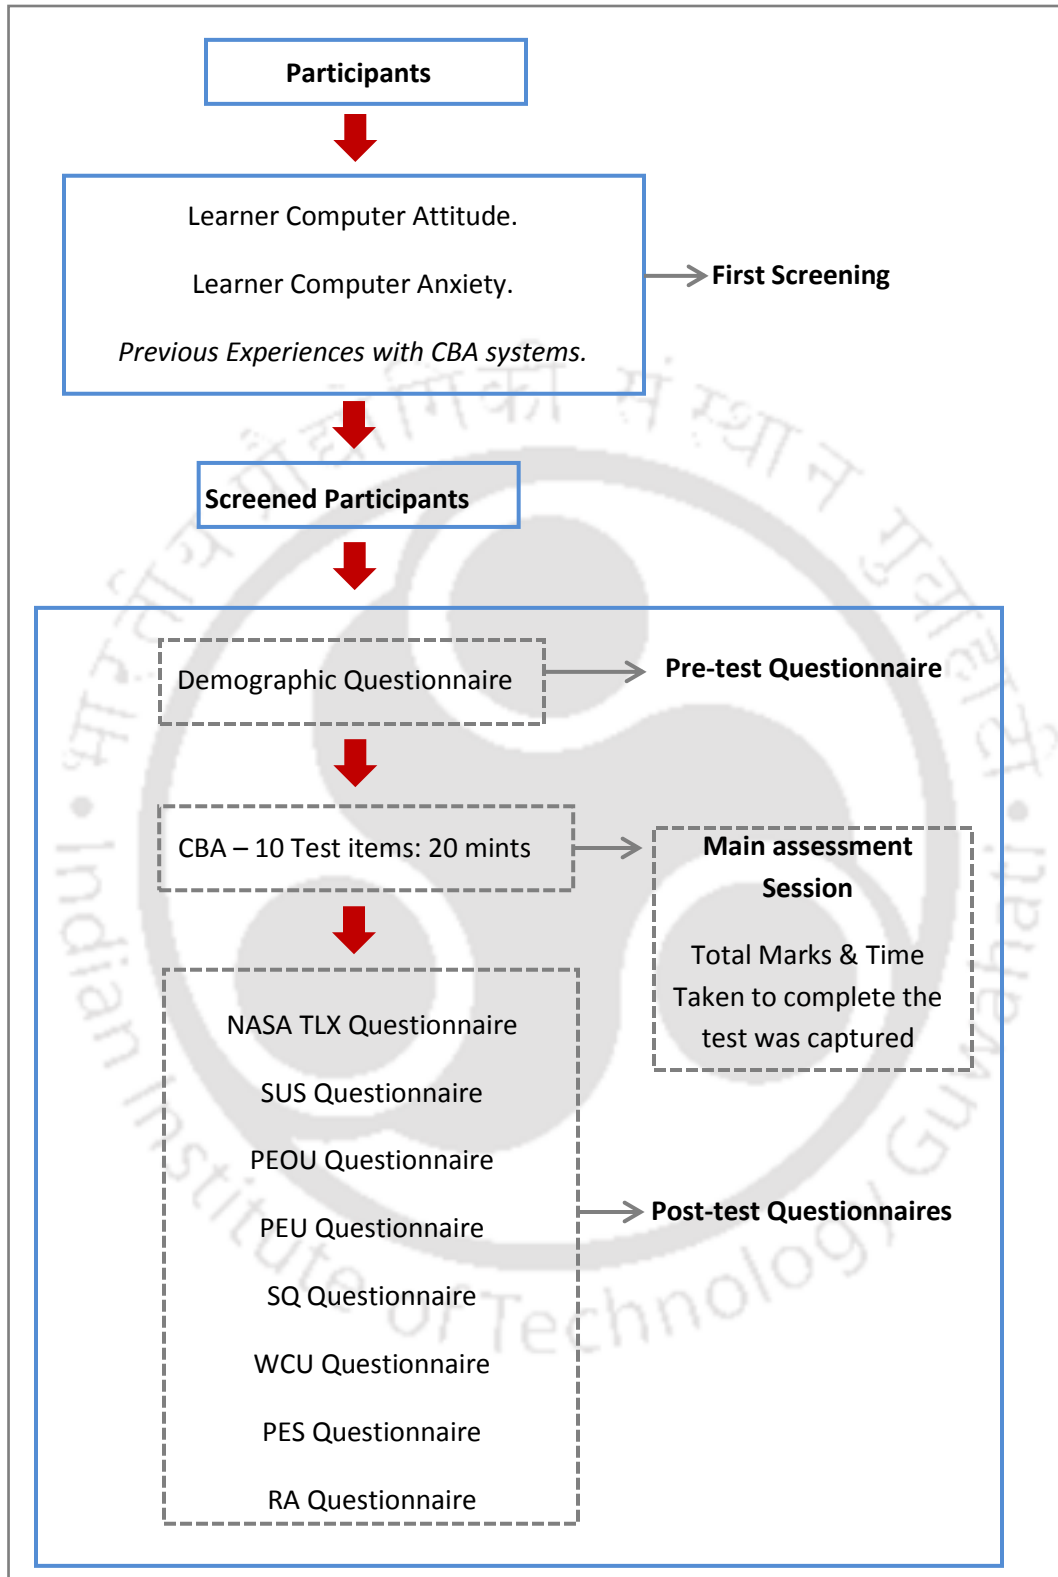 Participants
Learner Computer Attitude.
Learner Computer Anxiety.
Previous Experiences with CBA systems.
First Screening
Screened Participants
Demographic Questionnaire
Pre-test Questionnaire
CBA – 10 Test items: 20 mints
Main assessment
Session
Total Marks & Time
Taken to complete the
test was captured
NASA TLX Questionnaire
SUS Questionnaire
PEOU Questionnaire
PEU Questionnaire
SQ Questionnaire
WCU Questionnaire
PES Questionnaire
RA Questionnaire
Post-test Questionnaires
भारतीय प्रौद्योगिकी संस्थान गुवाहाटी
Indian Institute of Technology Guwahati